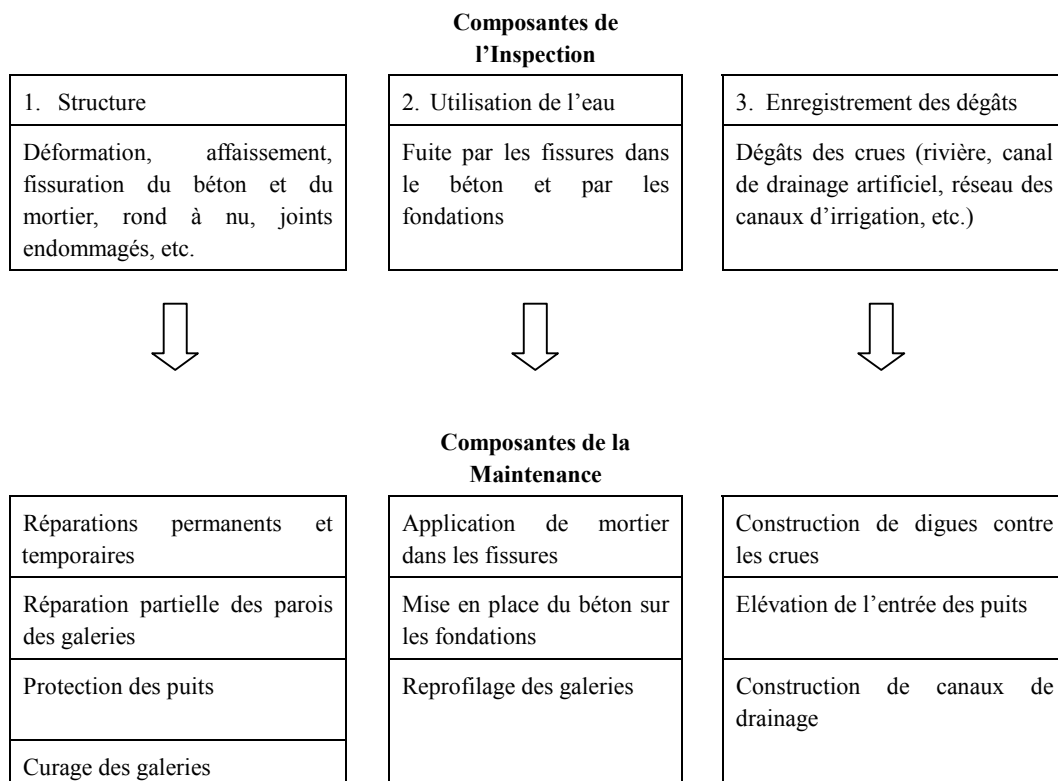 Composantes de
l’Inspection
1. Structure
Déformation, affaissement,
fissuration du béton et du
mortier, rond à nu, joints
endommagés, etc.
2. Utilisation de l’eau
Fuite par les fissures dans
le béton et par les
fondations
3. Enregistrement des dégâts
Dégâts des crues (rivière, canal
de drainage artificiel, réseau des
canaux d’irrigation, etc.)
Composantes de la
Maintenance
Réparations permanents et
temporaires
Réparation partielle des parois
des galeries
Protection des puits
Curage des galeries
Application de mortier
dans les fissures
Mise en place du béton sur
les fondations
Reprofilage des galeries
Construction de digues contre
les crues
Elévation de l’entrée des puits
Construction de canaux de
drainage